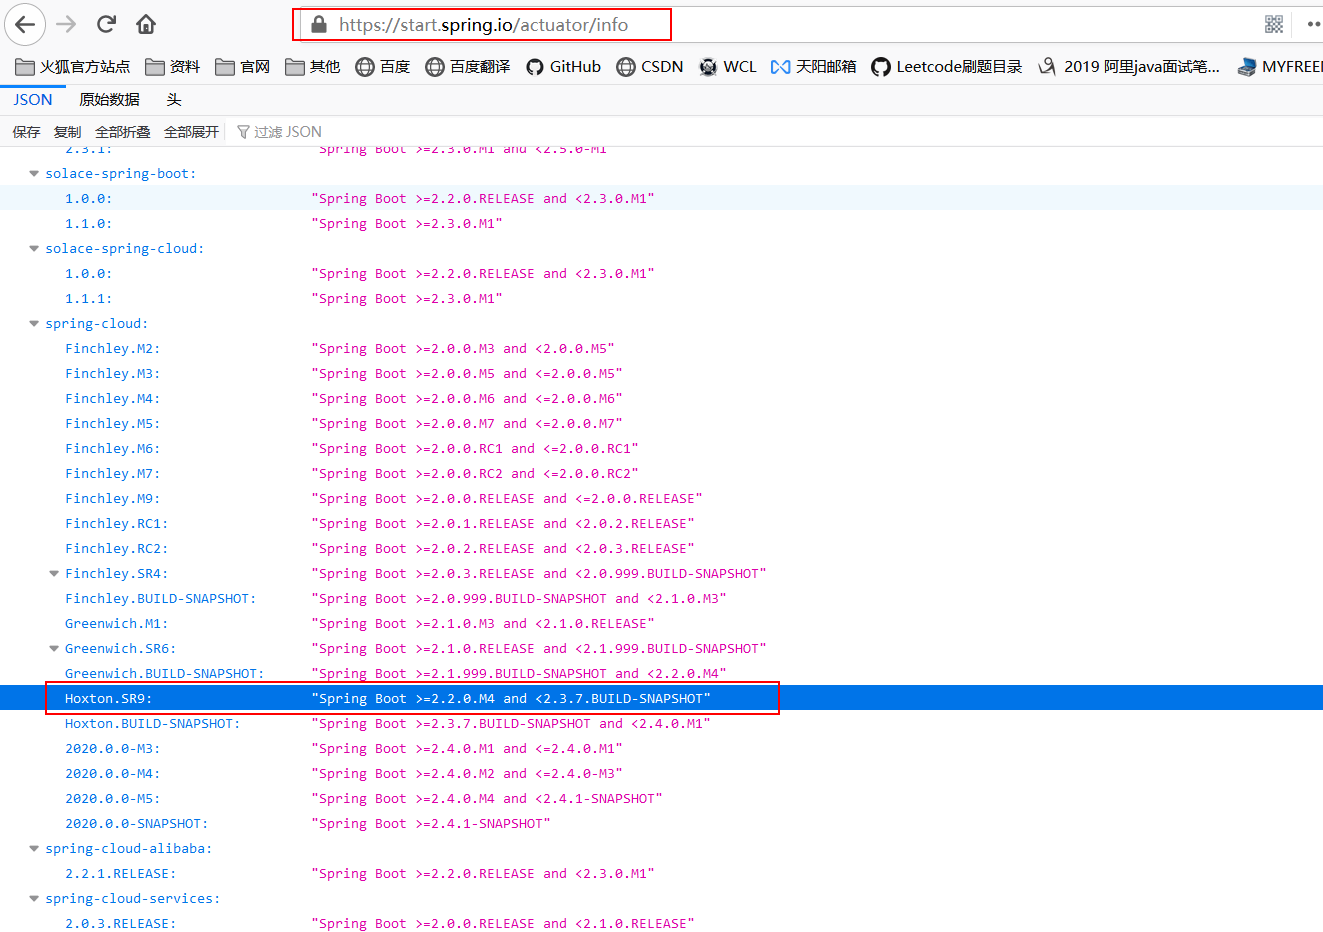 https://start.spring.io/actuator/info
火狐官方站点 资料 官网 其他 百度 百度翻译 GitHub CSDN WCL 天阳邮箱 Leetcode刷题目录 2019 阿里java面试笔... MYFREE
JSON 原始数据 头
保存 复制 全部折叠 全部展开 过滤 JSON
2.3.1: "Spring Boot >=2.3.0.M1 and <2.5.0-M1"
solace-spring-boot:
1.0.0: "Spring Boot >=2.2.0.RELEASE and <2.3.0.M1"
1.1.0: "Spring Boot >=2.3.0.M1"
solace-spring-cloud:
1.0.0: "Spring Boot >=2.2.0.RELEASE and <2.3.0.M1"
1.1.1: "Spring Boot >=2.3.0.M1"
spring-cloud:
Finchley.M2: "Spring Boot >=2.0.0.M3 and <2.0.0.M5"
Finchley.M3: "Spring Boot >=2.0.0.M5 and <=2.0.0.M5"
Finchley.M4: "Spring Boot >=2.0.0.M6 and <=2.0.0.M6"
Finchley.M5: "Spring Boot >=2.0.0.M7 and <=2.0.0.M7"
Finchley.M6: "Spring Boot >=2.0.0.RC1 and <=2.0.0.RC1"
Finchley.M7: "Spring Boot >=2.0.0.RC2 and <=2.0.0.RC2"
Finchley.M9: "Spring Boot >=2.0.0.RELEASE and <=2.0.0.RELEASE"
Finchley.RC1: "Spring Boot >=2.0.1.RELEASE and <2.0.2.RELEASE"
Finchley.RC2: "Spring Boot >=2.0.2.RELEASE and <2.0.3.RELEASE"
Finchley.SR4: "Spring Boot >=2.0.3.RELEASE and <2.0.999.BUILD-SNAPSHOT"
Finchley.BUILD-SNAPSHOT: "Spring Boot >=2.0.999.BUILD-SNAPSHOT and <2.1.0.M3"
Greenwich.M1: "Spring Boot >=2.1.0.M3 and <2.1.0.RELEASE"
Greenwich.SR6: "Spring Boot >=2.1.0.RELEASE and <2.1.999.BUILD-SNAPSHOT"
Greenwich.BUILD-SNAPSHOT: "Spring Boot >=2.1.999.BUILD-SNAPSHOT and <2.2.0.M4"
Hoxton.SR9: "Spring Boot >=2.2.0.M4 and <2.3.7.BUILD-SNAPSHOT"
Hoxton.BUILD-SNAPSHOT: "Spring Boot >=2.3.7.BUILD-SNAPSHOT and <2.4.0.M1"
2020.0.0-M3: "Spring Boot >=2.4.0.M1 and <=2.4.0.M1"
2020.0.0-M4: "Spring Boot >=2.4.0.M2 and <=2.4.0-M3"
2020.0.0-M5: "Spring Boot >=2.4.0.M4 and <2.4.1-SNAPSHOT"
2020.0.0-SNAPSHOT: "Spring Boot >=2.4.1-SNAPSHOT"
spring-cloud-alibaba:
2.2.1.RELEASE: "Spring Boot >=2.2.0.RELEASE and <2.3.0.M1"
spring-cloud-services:
2.0.3.RELEASE: "Spring Boot >=2.0.0.RELEASE and <2.1.0.RELEASE"